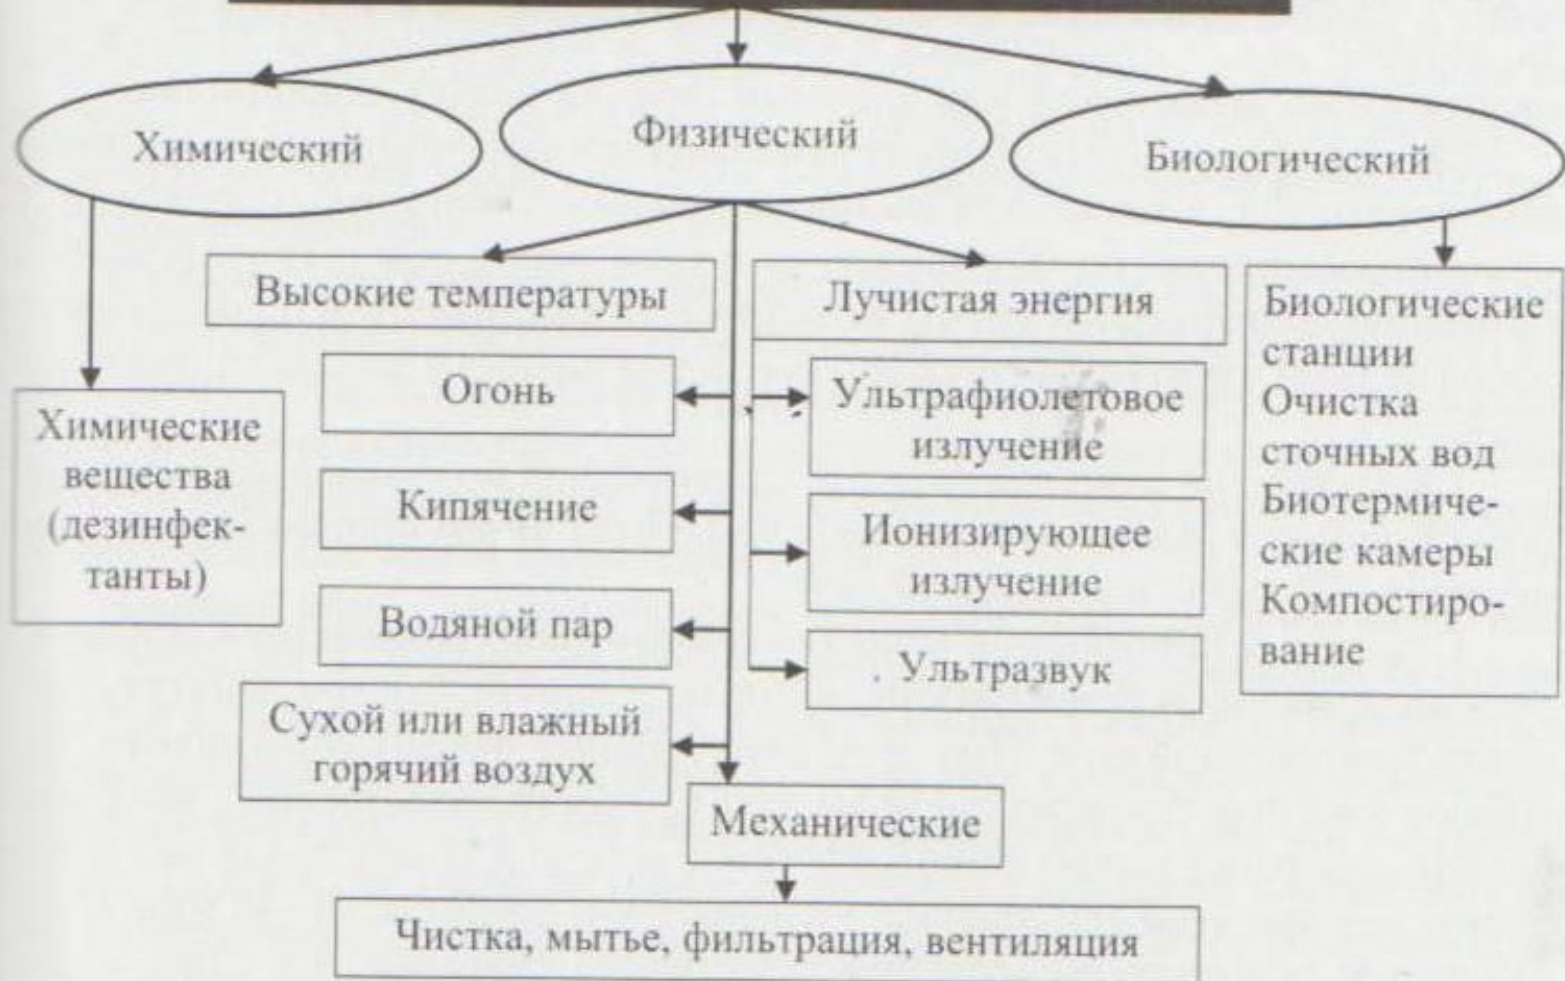 Химический
Физический
Биологический
Высокие температуры
Лучистая энергия
Огонь
Кипячение
Водяной пар
Сухой или влажный
горячий воздух
Ультрафиолетовое
излучение
Ионизирующее
излучение
Ультразвук
Химические
вещества
(дезинфек-
танты)
Биологические
станции
Очистка
сточных вод
Биотермиче-
ские камеры
Компостиро-
вание
Механические
Чистка, мытье, фильтрация, вентиляция